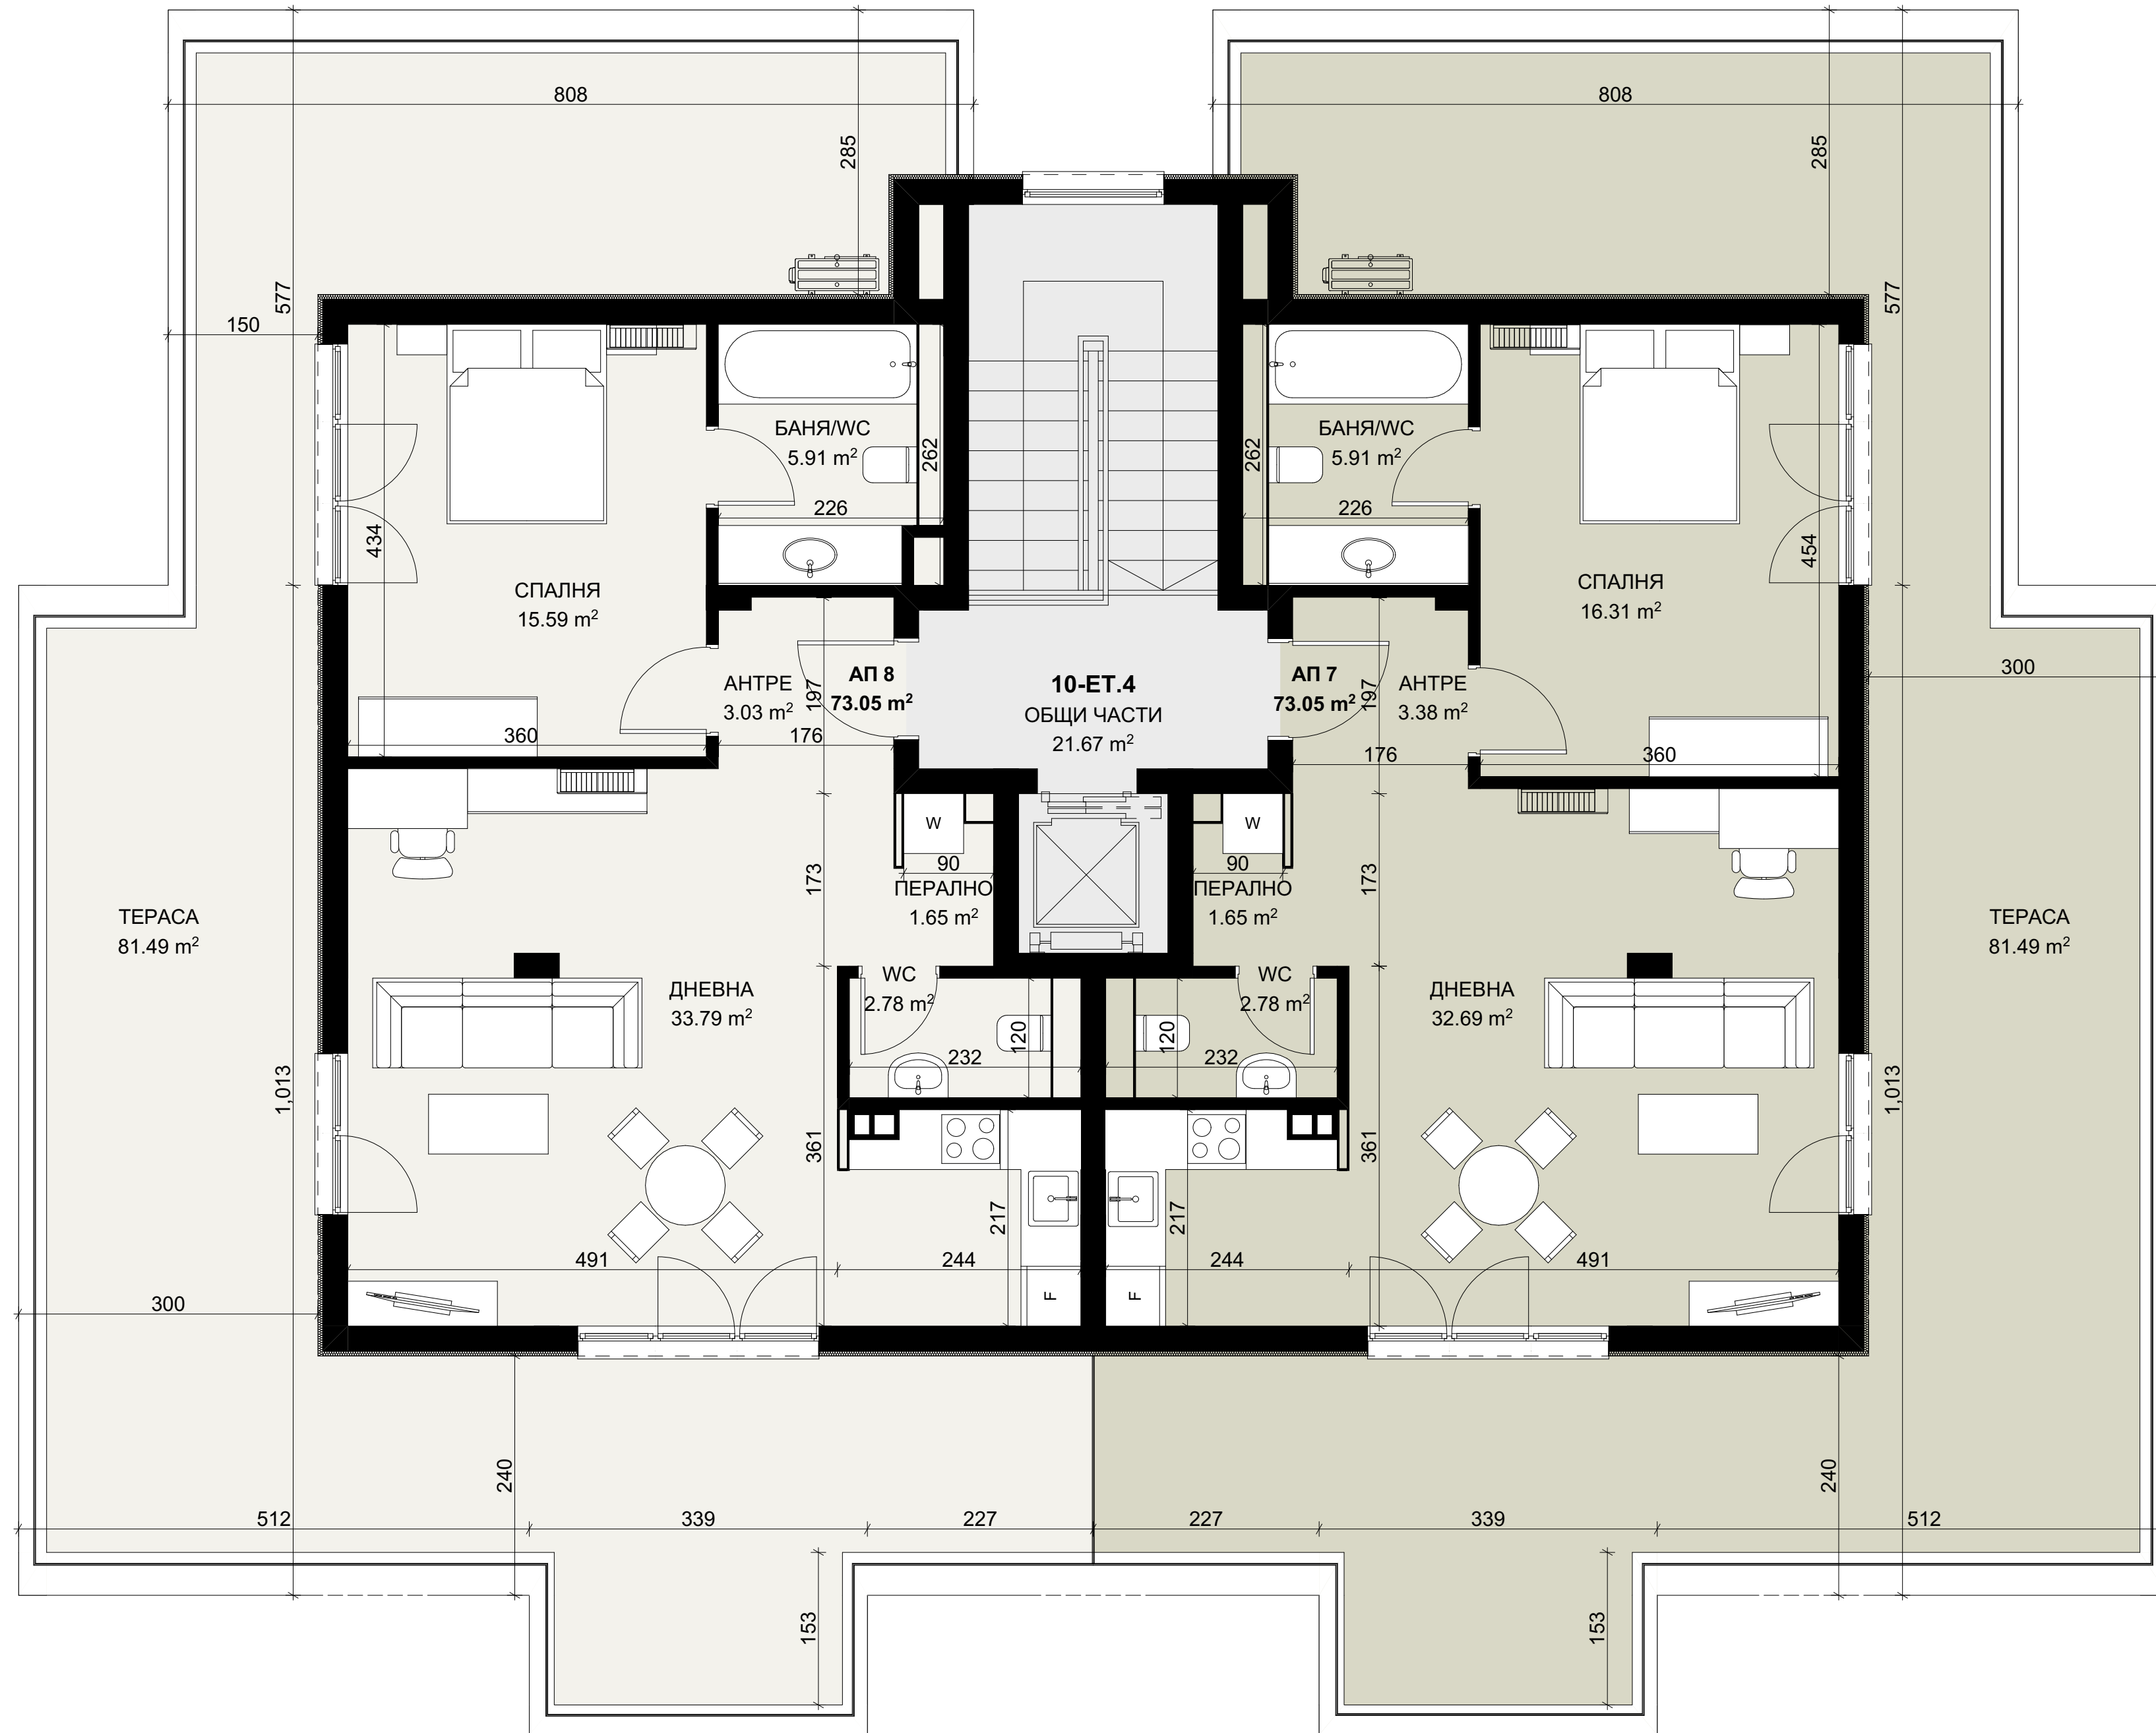 808
808
285
285
577
577
150
БАНЯ/WC
5.91 m²
262
226
БАНЯ/WC
5.91 m²
262
226
434
СПАЛНЯ
15.59 m²
454
СПАЛНЯ
16.31 m²
АНТРЕ
3.03 m²
197
АП 8
73.05 m²
10-ЕТ.4
ОБЩИ ЧАСТИ
21.67 m²
АП 7
73.05 m²
197
АНТРЕ
3.38 m²
300
360
176
176
360
W
W
90
90
173
173
ПЕРАЛНО
1.65 m²
ПЕРАЛНО
1.65 m²
ТЕРАСА
81.49 m²
ТЕРАСА
81.49 m²
ДНЕВНА
33.79 m²
WC
2.78 m²
WC
2.78 m²
ДНЕВНА
32.69 m²
120
120
232
232
1,013
1,013
361
361
217
217
491
244
244
491
F
F
300
240
240
512
339
227
227
339
512
153
153